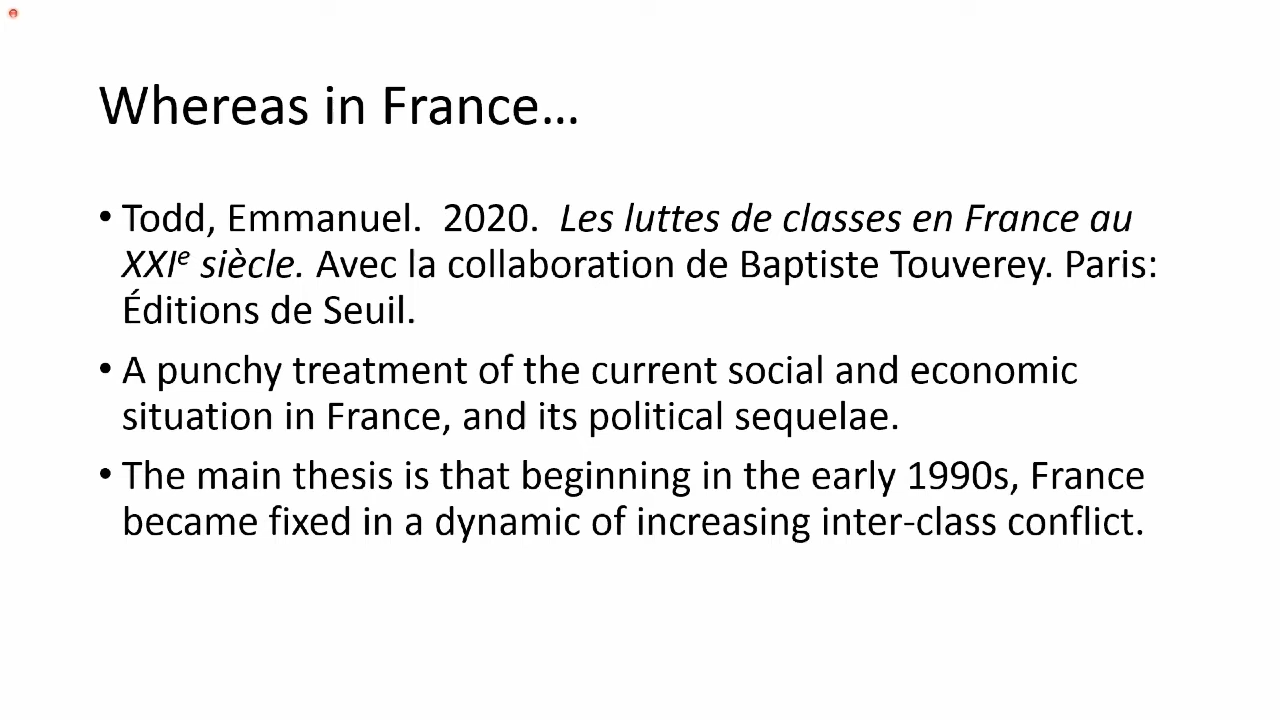 Whereas in France…
• Todd, Emmanuel.  2020.  Les luttes de classes en France au
XXIᵉ siècle. Avec la collaboration de Baptiste Touverey. Paris:
Éditions de Seuil.
• A punchy treatment of the current social and economic
situation in France, and its political sequelae.
• The main thesis is that beginning in the early 1990s, France
became fixed in a dynamic of increasing inter-class conflict.